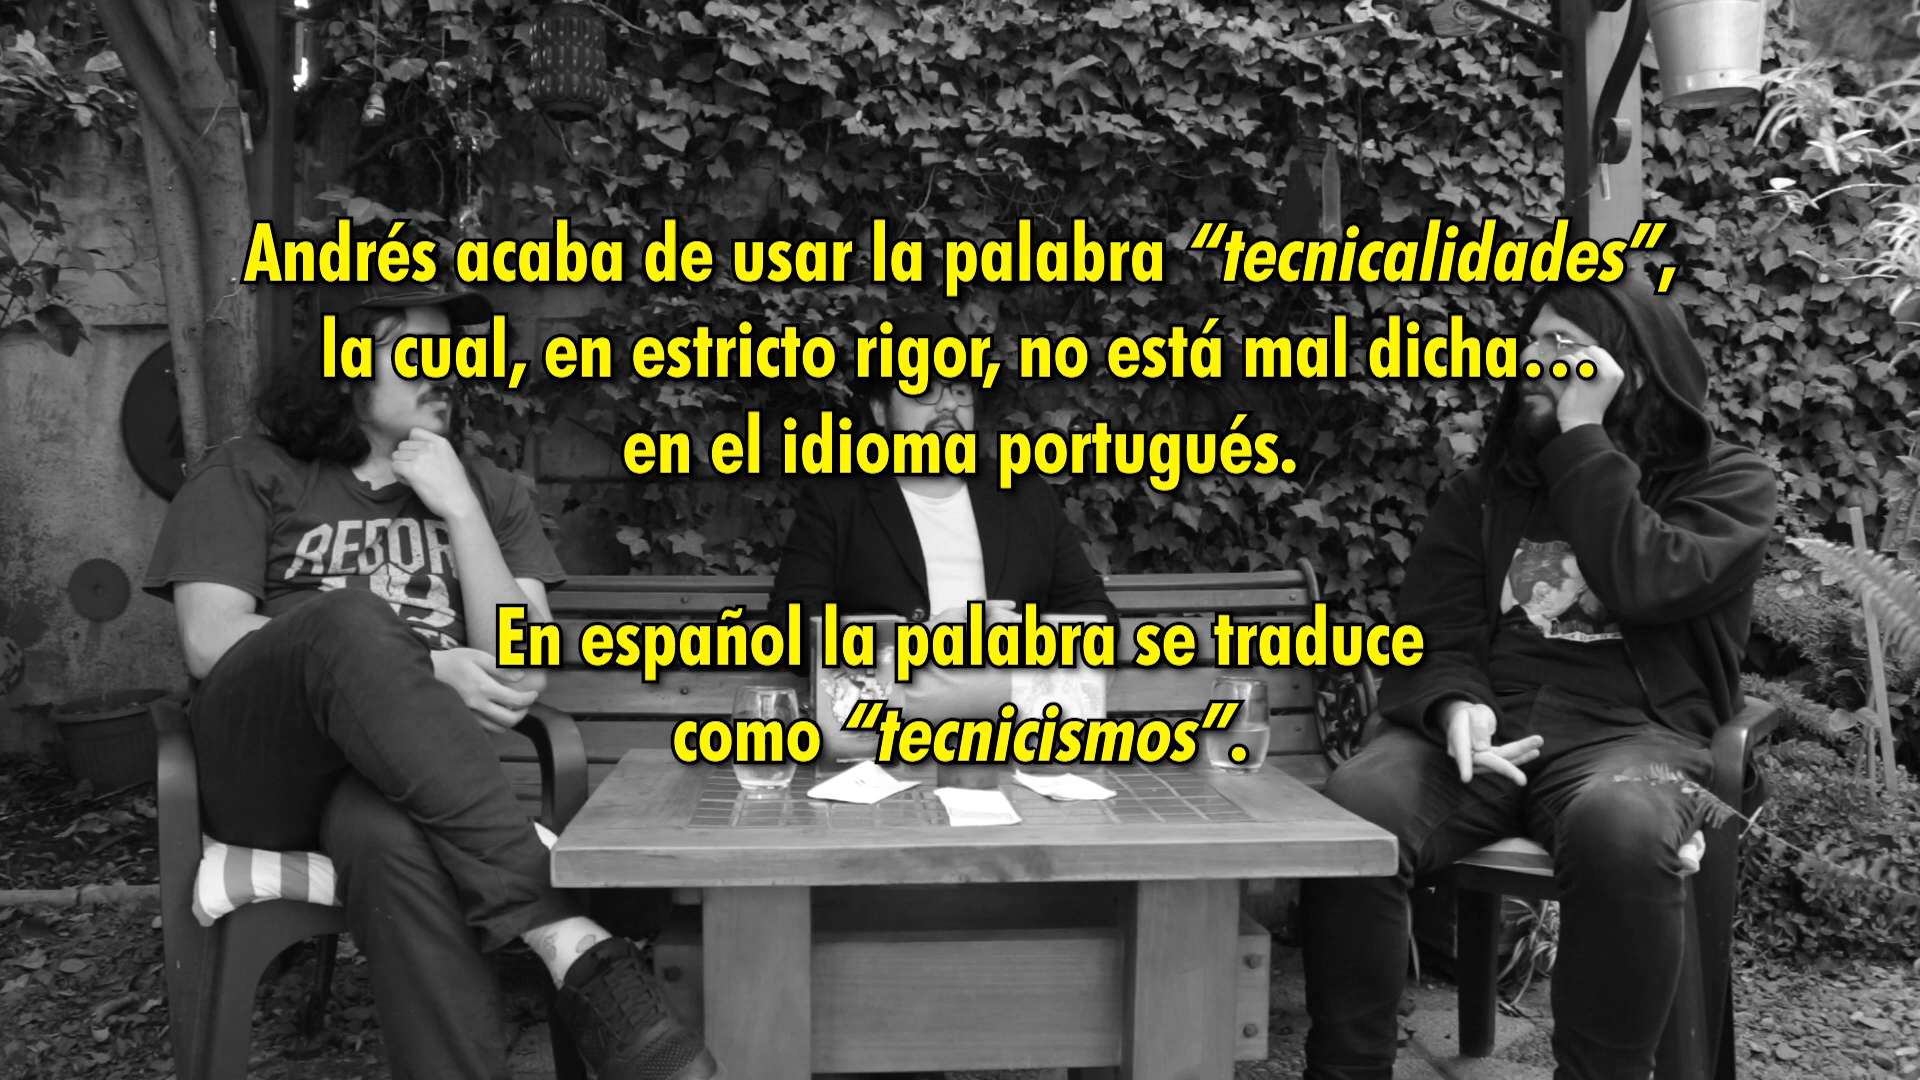 Andrés acaba de usar la palabra “tecnicalidades”,
la cual, en estricto rigor, no está mal dicha...
en el idioma portugués.
En español la palabra se traduce
como “tecnicismos”.